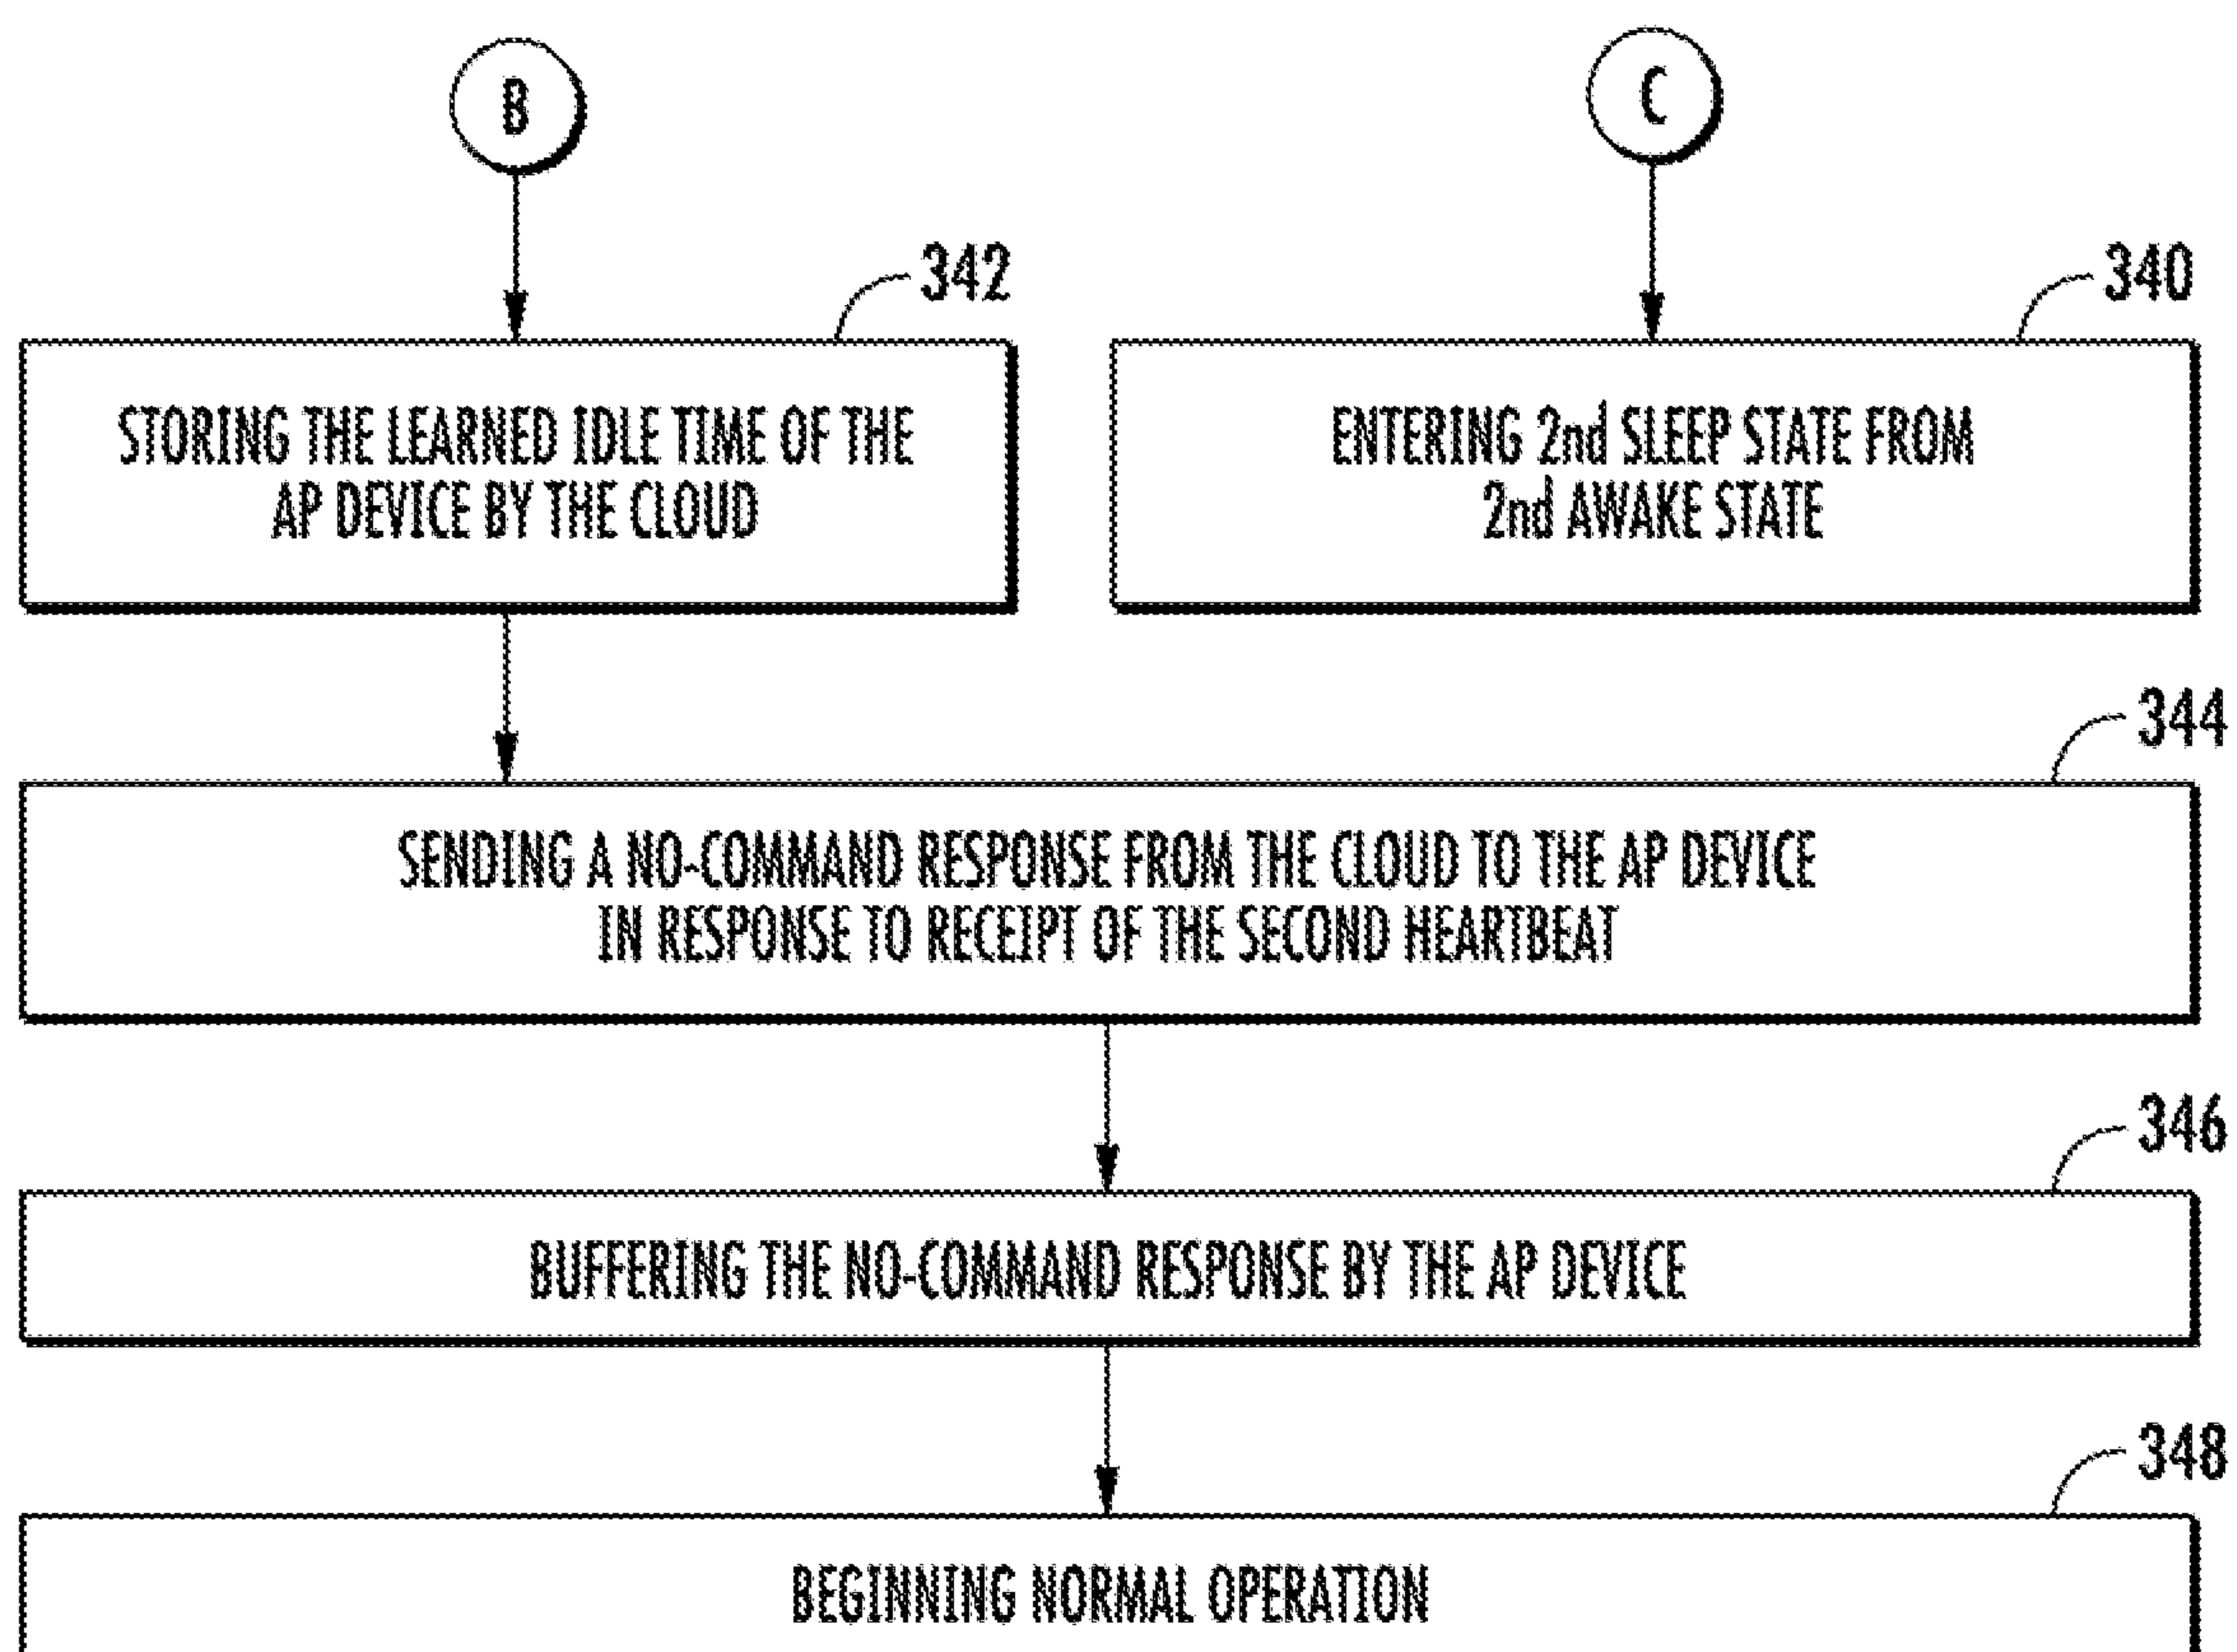 B
C
342
340
STORING THE LEARNED IDLE TIME OF THE
AP DEVICE BY THE CLOUD
ENTERING 2nd SLEEP STATE FROM
2nd AWAKE STATE
344
SENDING A NO-COMMAND RESPONSE FROM THE CLOUD TO THE AP DEVICE
IN RESPONSE TO RECEIPT OF THE SECOND HEARTBEAT
346
BUFFERING THE NO-COMMAND RESPONSE BY THE AP DEVICE
348
BEGINNING NORMAL OPERATION